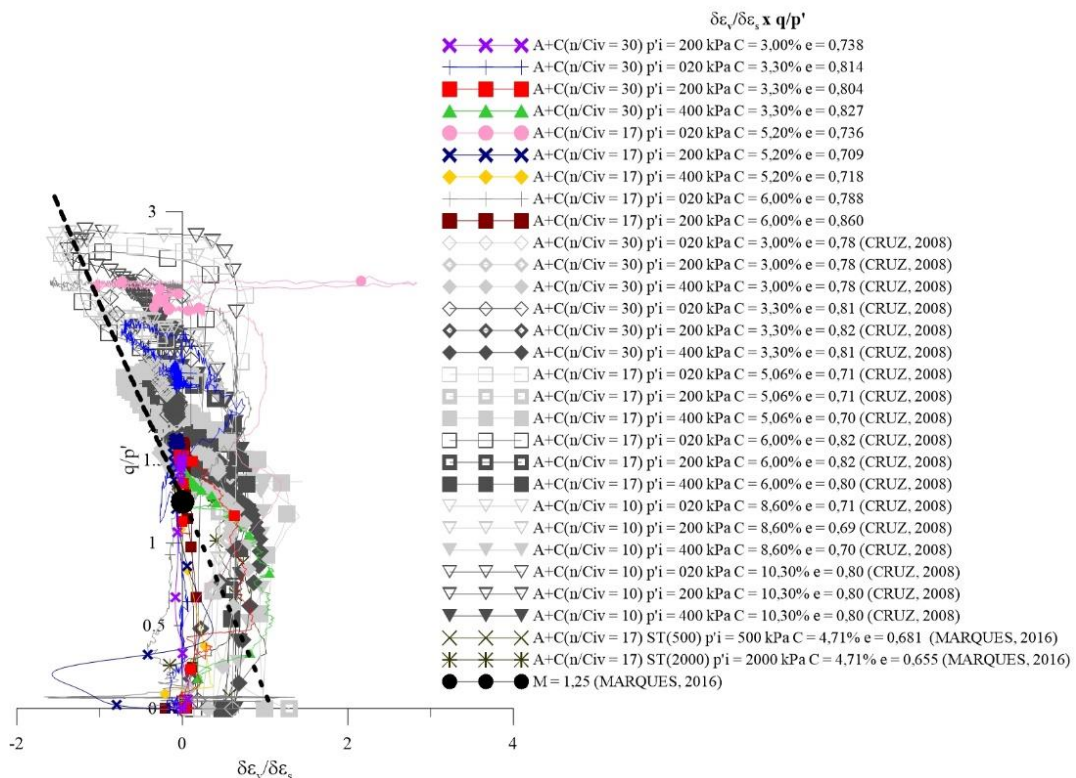 δε_v/δε_s x q/p'
A+C(n/Civ = 30) p'i = 200 kPa C = 3,00% e = 0,738
A+C(n/Civ = 30) p'i = 020 kPa C = 3,30% e = 0,814
A+C(n/Civ = 30) p'i = 200 kPa C = 3,30% e = 0,804
A+C(n/Civ = 30) p'i = 400 kPa C = 3,30% e = 0,827
A+C(n/Civ = 17) p'i = 020 kPa C = 5,20% e = 0,736
A+C(n/Civ = 17) p'i = 200 kPa C = 5,20% e = 0,709
A+C(n/Civ = 17) p'i = 400 kPa C = 5,20% e = 0,718
A+C(n/Civ = 17) p'i = 020 kPa C = 6,00% e = 0,788
A+C(n/Civ = 17) p'i = 200 kPa C = 6,00% e = 0,860
A+C(n/Civ = 30) p'i = 020 kPa C = 3,00% e = 0,78 (CRUZ, 2008)
A+C(n/Civ = 30) p'i = 200 kPa C = 3,00% e = 0,78 (CRUZ, 2008)
A+C(n/Civ = 30) p'i = 400 kPa C = 3,00% e = 0,78 (CRUZ, 2008)
A+C(n/Civ = 30) p'i = 020 kPa C = 3,30% e = 0,81 (CRUZ, 2008)
A+C(n/Civ = 30) p'i = 200 kPa C = 3,30% e = 0,82 (CRUZ, 2008)
A+C(n/Civ = 30) p'i = 400 kPa C = 3,30% e = 0,81 (CRUZ, 2008)
A+C(n/Civ = 17) p'i = 020 kPa C = 5,06% e = 0,71 (CRUZ, 2008)
A+C(n/Civ = 17) p'i = 200 kPa C = 5,06% e = 0,71 (CRUZ, 2008)
A+C(n/Civ = 17) p'i = 400 kPa C = 5,06% e = 0,70 (CRUZ, 2008)
A+C(n/Civ = 17) p'i = 020 kPa C = 6,00% e = 0,82 (CRUZ, 2008)
A+C(n/Civ = 17) p'i = 200 kPa C = 6,00% e = 0,82 (CRUZ, 2008)
A+C(n/Civ = 17) p'i = 400 kPa C = 6,00% e = 0,80 (CRUZ, 2008)
A+C(n/Civ = 10) p'i = 020 kPa C = 8,60% e = 0,71 (CRUZ, 2008)
A+C(n/Civ = 10) p'i = 200 kPa C = 8,60% e = 0,69 (CRUZ, 2008)
A+C(n/Civ = 10) p'i = 400 kPa C = 8,60% e = 0,70 (CRUZ, 2008)
A+C(n/Civ = 10) p'i = 020 kPa C = 10,30% e = 0,80 (CRUZ, 2008)
A+C(n/Civ = 10) p'i = 200 kPa C = 10,30% e = 0,80 (CRUZ, 2008)
A+C(n/Civ = 10) p'i = 400 kPa C = 10,30% e = 0,80 (CRUZ, 2008)
A+C(n/Civ = 17) ST(500) p'i = 500 kPa C = 4,71% e = 0,681 (MARQUES, 2016)
A+C(n/Civ = 17) ST(2000) p'i = 2000 kPa C = 4,71% e = 0,655 (MARQUES, 2016)
M = 1,25 (MARQUES, 2016)
3
q/p'
1
0.5
0
-2
0
2
4
δε_v/δε_s